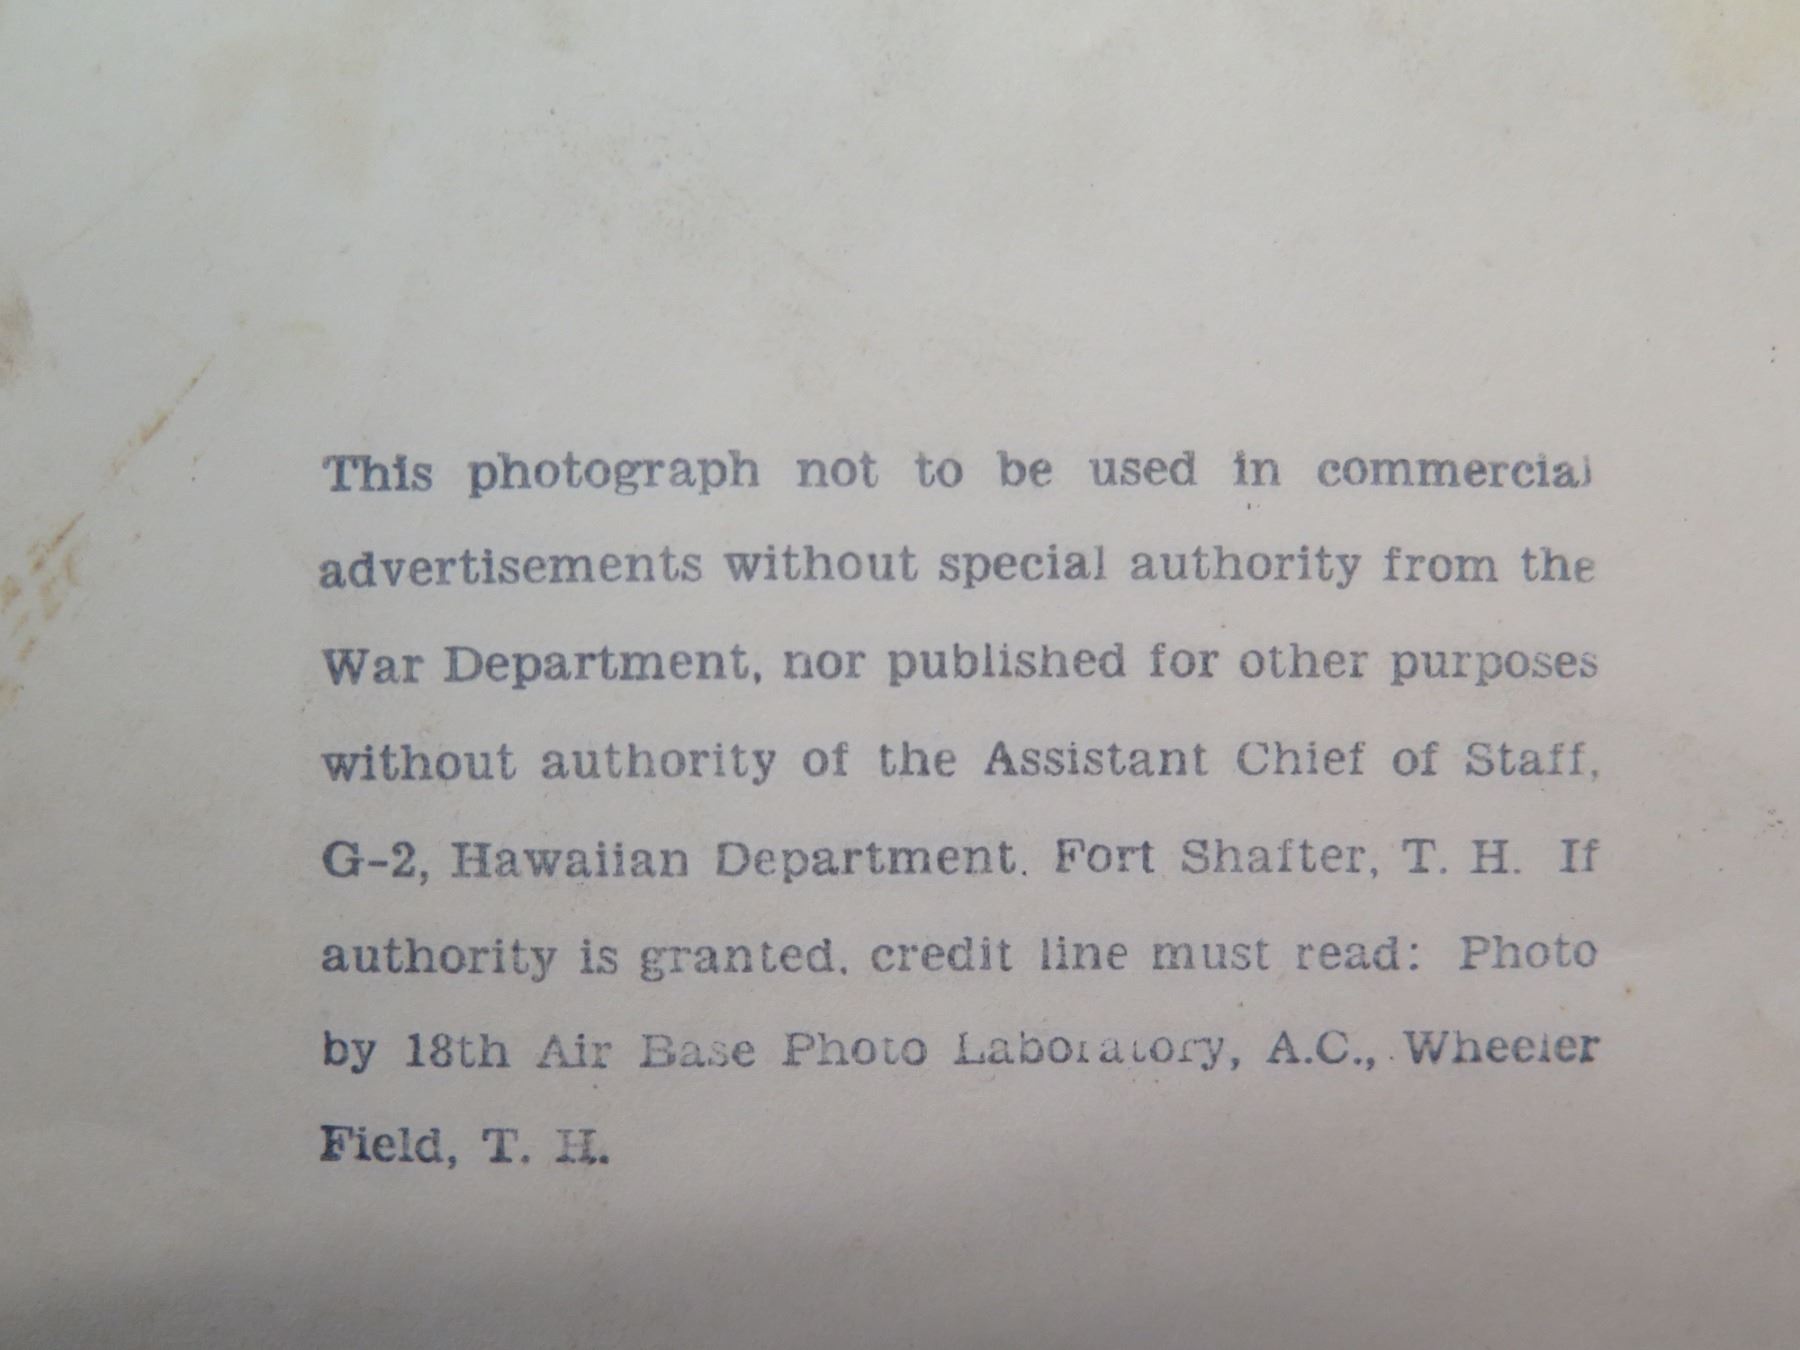 This photograph not to be used in commercial
advertisements without special authority from the
War Department, nor published for other purposes
without authority of the Assistant Chief of Staff,
G-2, Hawaiian Department. Fort Shafter, T. H. If
authority is granted, credit line must read: Photo
by 18th Air Base Photo Laboratory, A.C., Wheeler
Field, T. H.